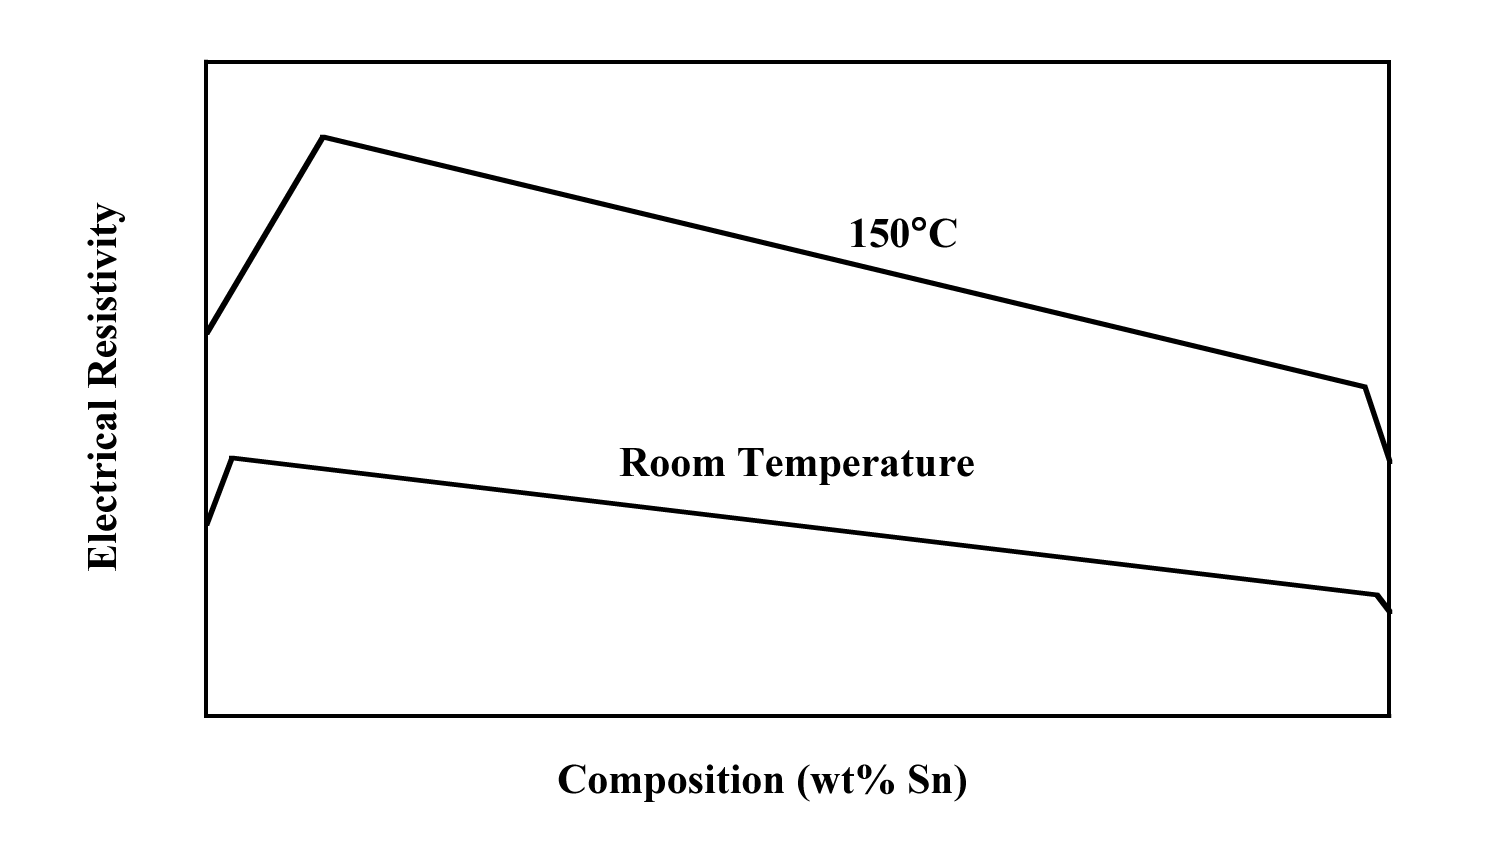 150°C
Electrical Resistivity
Room Temperature
Composition (wt% Sn)